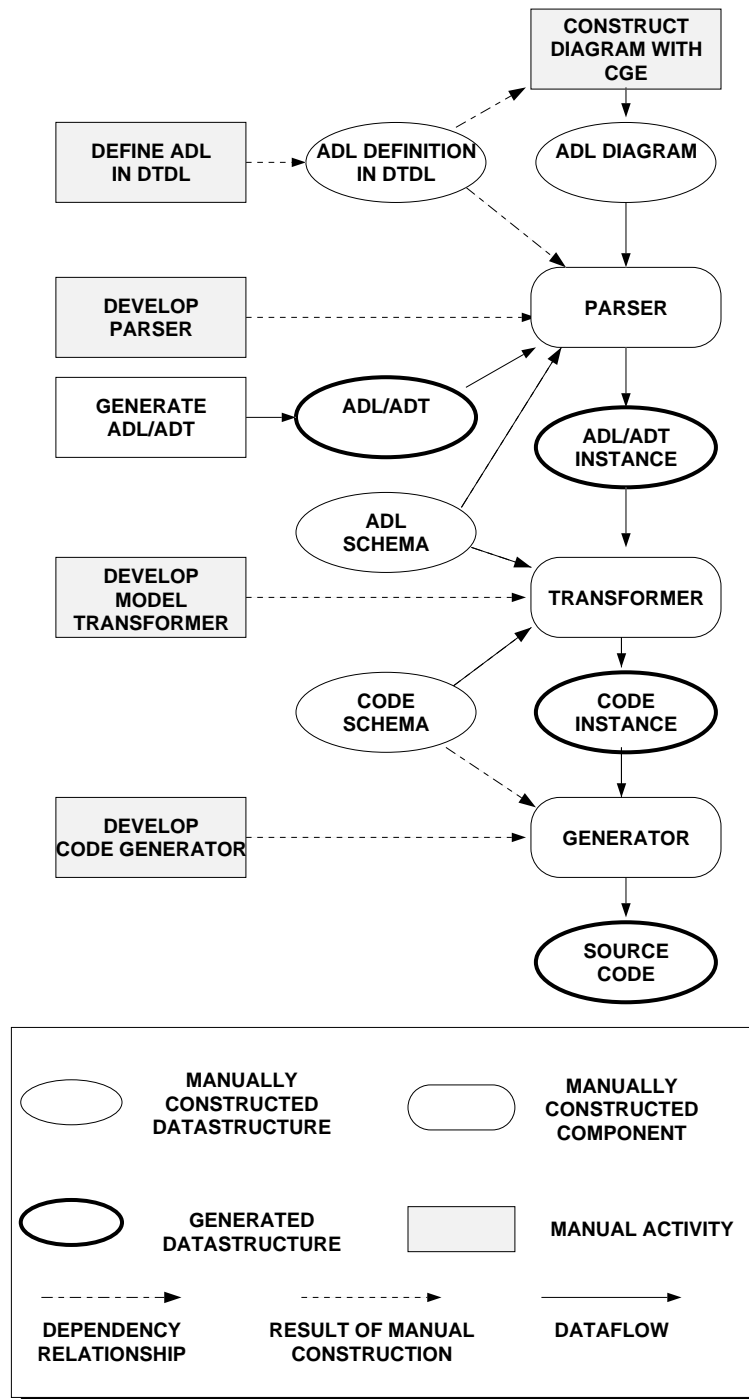 CONSTRUCT
DIAGRAM WITH
CGE
DEFINE ADL
IN DTDL
ADL DEFINITION
IN DTDL
ADL DIAGRAM
DEVELOP
PARSER
PARSER
GENERATE
ADL/ADT
ADL/ADT
ADL/ADT
INSTANCE
ADL
SCHEMA
DEVELOP
MODEL
TRANSFORMER
TRANSFORMER
CODE
SCHEMA
CODE
INSTANCE
DEVELOP
CODE GENERATOR
GENERATOR
SOURCE
CODE
MANUALLY
CONSTRUCTED
DATASTRUCTURE
MANUALLY
CONSTRUCTED
COMPONENT
GENERATED
DATASTRUCTURE
MANUAL ACTIVITY
DEPENDENCY
RELATIONSHIP
RESULT OF MANUAL
CONSTRUCTION
DATAFLOW